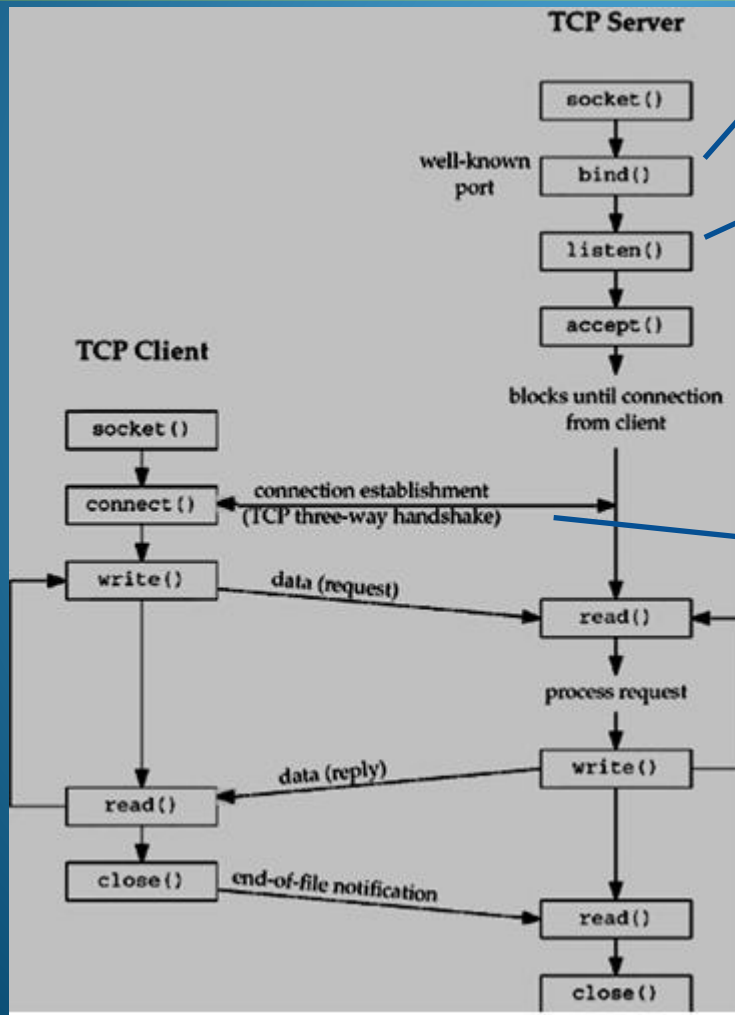 TCP Server
socket()
well-known
port
bind()
listen()
accept()
blocks until connection
from client
TCP Client
socket()
connect()
connection establishment
(TCP three-way handshake)
write()
data (request)
read()
process request
write()
data (reply)
read()
close()
end-of-file notification
read()
close()